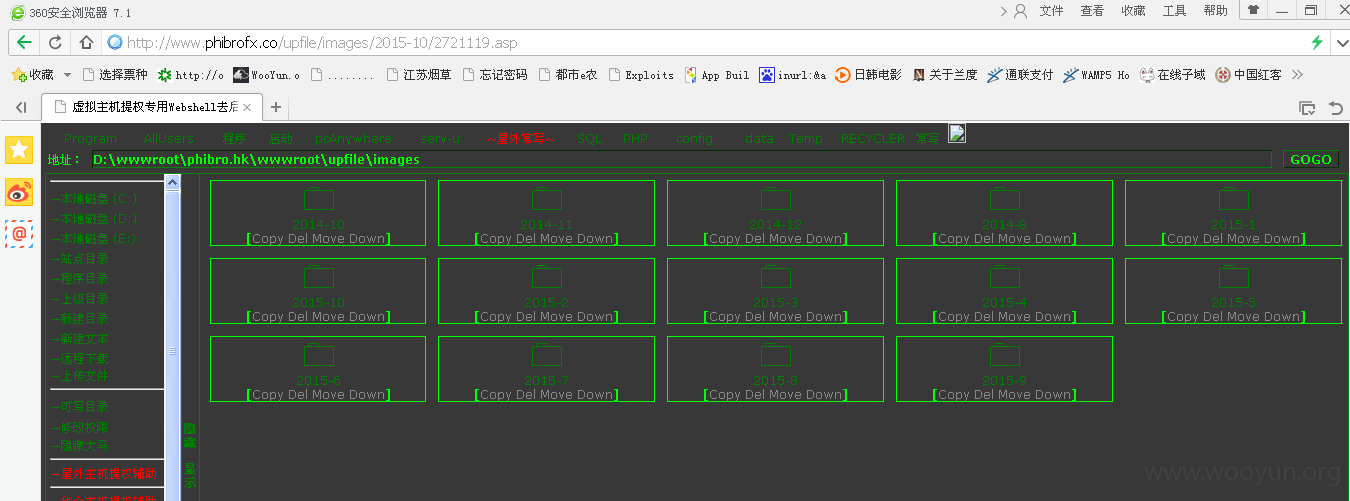 360安全浏览器 7.1 文件 查看 收藏 工具 帮助
http://www.phibrofx.co/upfile/images/2015-10/2721119.asp
收藏 选择票种 http://o WooYun.o ........ 江苏烟草 忘记密码 都市e农 Exploits App Buil inurl:&a 日韩电影 关于兰度 通联支付 WAMP5 Ho 在线子域 中国红客
虚拟主机提权专用Webshell去后
Program AllUsers 程序 启动 pcAnywhere serv-u ~星外常写~ SQL PHP config data Temp RECYCLER 常写
地址： D:\wwwroot\phibro.hk\wwwroot\upfile\images GOGO
→本地磁盘 (C:)
→本地磁盘 (D:)
→本地磁盘 (E:)
→站点目录
→程序目录
→上级目录
→新建目录
→新建文本
→远程下载
→上传文件
→可写目录
→修改权限
→隐藏大马
→星外主机提权辅助
隐藏 显示
2014-10 2014-11 2014-12 2014-8 2015-1
[Copy Del Move Down] [Copy Del Move Down] [Copy Del Move Down] [Copy Del Move Down] [Copy Del Move Down]
2015-10 2015-2 2015-3 2015-4 2015-5
[Copy Del Move Down] [Copy Del Move Down] [Copy Del Move Down] [Copy Del Move Down] [Copy Del Move Down]
2015-6 2015-7 2015-8 2015-9
[Copy Del Move Down] [Copy Del Move Down] [Copy Del Move Down] [Copy Del Move Down]
www.wooyun.org